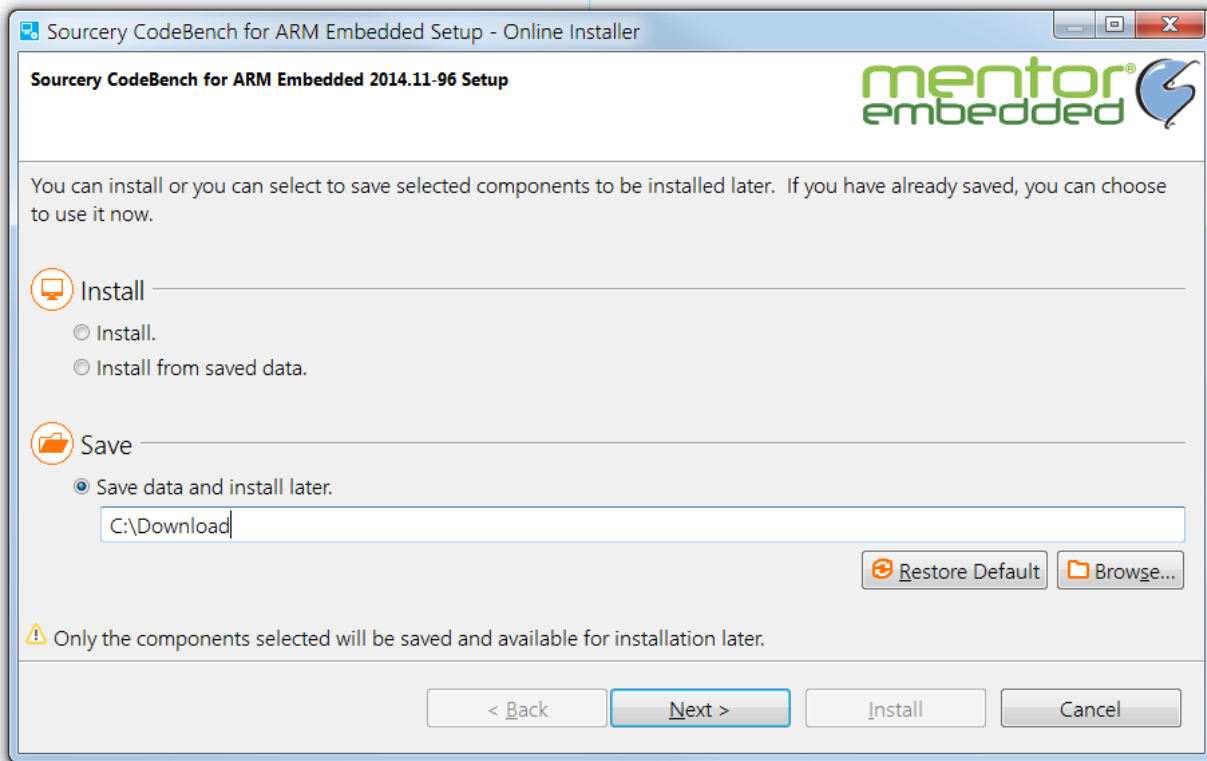 Sourcery CodeBench for ARM Embedded Setup - Online Installer
Sourcery CodeBench for ARM Embedded 2014.11-96 Setup
mentor®
embedded
You can install or you can select to save selected components to be installed later.  If you have already saved, you can choose
to use it now.
Install
Install.
Install from saved data.
Save
Save data and install later.
C:\Download
Restore Default
Browse...
Only the components selected will be saved and available for installation later.
< Back
Next >
Install
Cancel